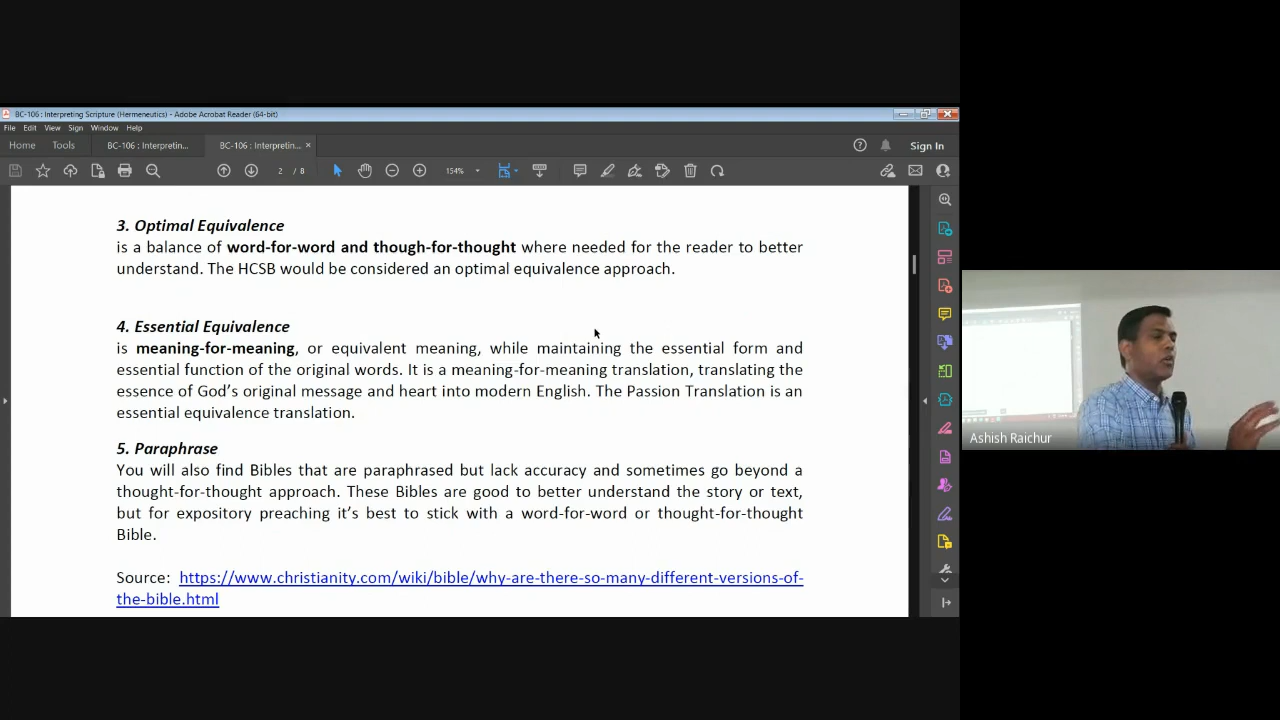 BC-106 : Interpreting Scripture (Hermeneutics) - Adobe Acrobat Reader (64-bit)
File Edit View Sign Window Help
Home Tools BC-106 : Interpretin... BC-106 : Interpretin... × Sign In
2 / 8 154%
3. Optimal Equivalence
is a balance of word-for-word and though-for-thought where needed for the reader to better
understand. The HCSB would be considered an optimal equivalence approach.
4. Essential Equivalence
is meaning-for-meaning, or equivalent meaning, while maintaining the essential form and
essential function of the original words. It is a meaning-for-meaning translation, translating the
essence of God's original message and heart into modern English. The Passion Translation is an
essential equivalence translation.
5. Paraphrase
You will also find Bibles that are paraphrased but lack accuracy and sometimes go beyond a
thought-for-thought approach. These Bibles are good to better understand the story or text,
but for expository preaching it's best to stick with a word-for-word or thought-for-thought
Bible.
Source: https://www.christianity.com/wiki/bible/why-are-there-so-many-different-versions-of-
the-bible.html
Ashish Raichur